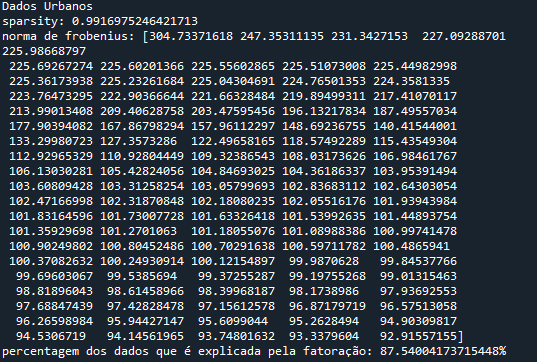 Dados Urbanos
sparsity: 0.9916975246421713
norma de frobenius: [304.73371618 247.35311135 231.3427153  227.09288701
225.98668797
 225.69267274 225.60201366 225.55602865 225.51073008 225.44982998
 225.36173938 225.23261684 225.04304691 224.76501353 224.3581335
 223.76473295 222.90366644 221.66328484 219.89499311 217.41070117
 213.99013408 209.40628758 203.47595456 196.13217834 187.49557034
 177.90394082 167.86798294 157.96112297 148.69236755 140.41544001
 133.29980723 127.3573286  122.49658165 118.57492289 115.43549304
 112.92965329 110.92804449 109.32386543 108.03173626 106.98461767
 106.13030281 105.42824056 104.84693025 104.36186337 103.95391494
 103.60809428 103.31258254 103.05799693 102.83683112 102.64303054
 102.47166998 102.31870848 102.18080235 102.05516176 101.93943984
 101.83164596 101.73007728 101.63326418 101.53992635 101.44893754
 101.35929698 101.2701063  101.18055076 101.08988386 100.99741478
 100.90249802 100.80452486 100.70291638 100.59711782 100.4865941
 100.37082632 100.24930914 100.12154897  99.9870628   99.84537766
  99.69603067  99.5385694   99.37255287  99.19755268  99.01315463
  98.81896043  98.61458966  98.39968187  98.1738986   97.93692553
  97.68847439  97.42828478  97.15612578  96.87179719  96.57513058
  96.26598984  95.94427147  95.6099044   95.2628494   94.90309817
  94.5306719   94.14561965  93.74801632  93.3379604   92.91557155]
percentagem dos dados que é explicada pela fatoração: 87.54004173715448%